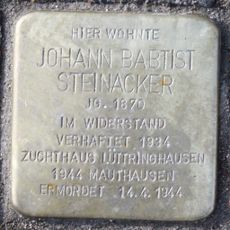 HIER WOHNTE
JOHANN BABTIST
STEINACKER
JG. 1870
IM WIDERSTAND
VERHAFTET 1934
ZUCHTHAUS LÜTTRINGHAUSEN
1944 MAUTHAUSEN
ERMORDET 14.4.1944